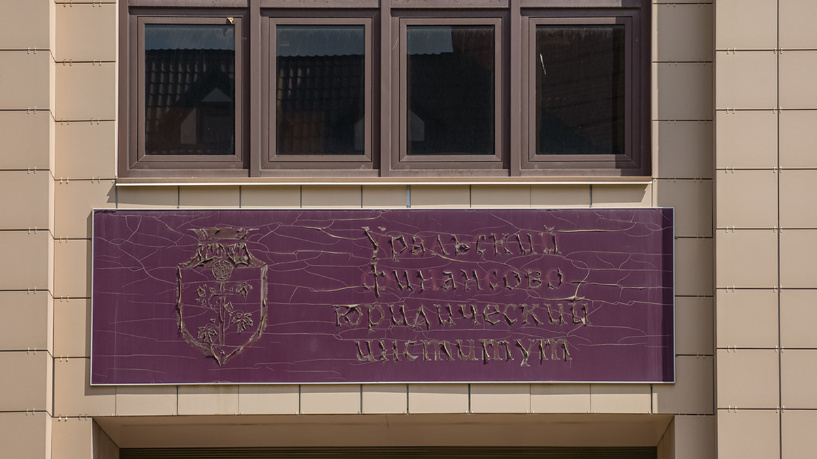 Уральский
финансово
юридический
институт